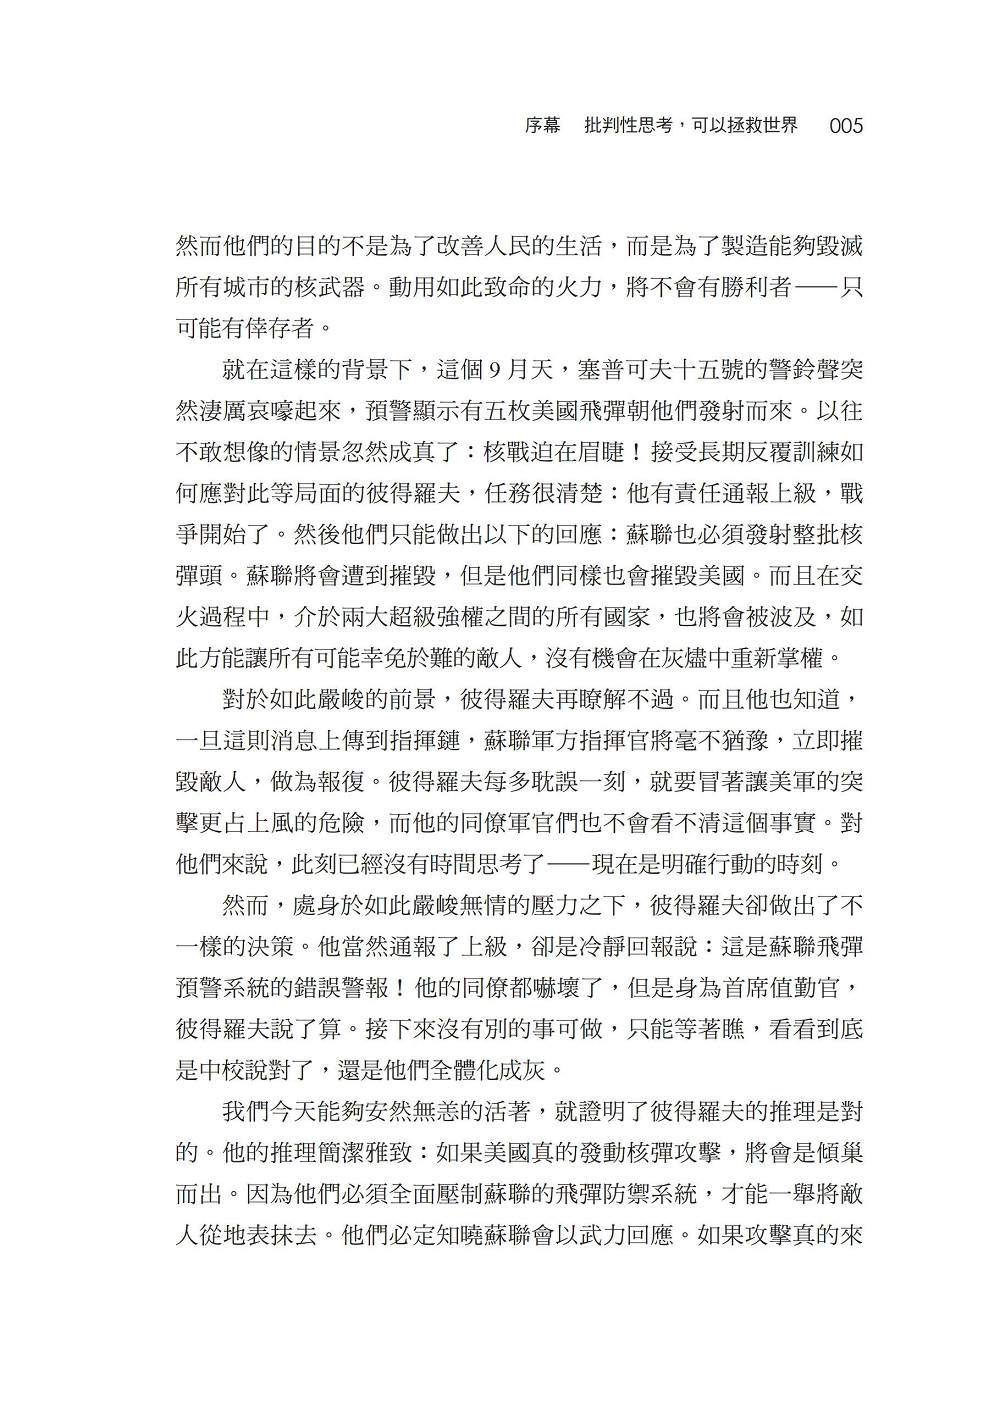 序幕 批判性思考，可以拯救世界 005
然而他們的目的不是為了改善人民的生活，而是為了製造能夠毀滅
所有城市的核武器。動用如此致命的火力，將不會有勝利者——只
可能有倖存者。
就在這樣的背景下，這個 9 月天，塞普可夫十五號的警鈴聲突
然淒厲哀嚎起來，預警顯示有五枚美國飛彈朝他們發射而來。以往
不敢想像的情景忽然成真了：核戰迫在眉睫！接受長期反覆訓練如
何應對此等局面的彼得羅夫，任務很清楚：他有責任通報上級，戰
爭開始了。然後他們只能做出以下的回應：蘇聯也必須發射整批核
彈頭。蘇聯將會遭到摧毀，但是他們同樣也會摧毀美國。而且在交
火過程中，介於兩大超級強權之間的所有國家，也將會被波及，如
此方能讓所有可能幸免於難的敵人，沒有機會在灰燼中重新掌權。
對於如此嚴峻的前景，彼得羅夫再瞭解不過。而且他也知道，
一旦這則消息上傳到指揮鏈，蘇聯軍方指揮官將毫不猶豫，立即摧
毀敵人，做為報復。彼得羅夫每多耽誤一刻，就要冒著讓美軍的突
擊更占上風的危險，而他的同僚軍官們也不會看不清這個事實。對
他們來說，此刻已經沒有時間思考了——現在是明確行動的時刻。
然而，處身於如此嚴峻無情的壓力之下，彼得羅夫卻做出了不
一樣的決策。他當然通報了上級，卻是冷靜回報說：這是蘇聯飛彈
預警系統的錯誤警報！他的同僚都嚇壞了，但是身為首席值勤官，
彼得羅夫說了算。接下來沒有別的事可做，只能等著瞧，看看到底
是中校說對了，還是他們全體化成灰。
我們今天能夠安然無恙的活著，就證明了彼得羅夫的推理是對
的。他的推理簡潔雅致：如果美國真的發動核彈攻擊，將會是傾巢
而出。因為他們必須全面壓制蘇聯的飛彈防禦系統，才能一舉將敵
人從地表抹去。他們必定知曉蘇聯會以武力回應。如果攻擊真的來